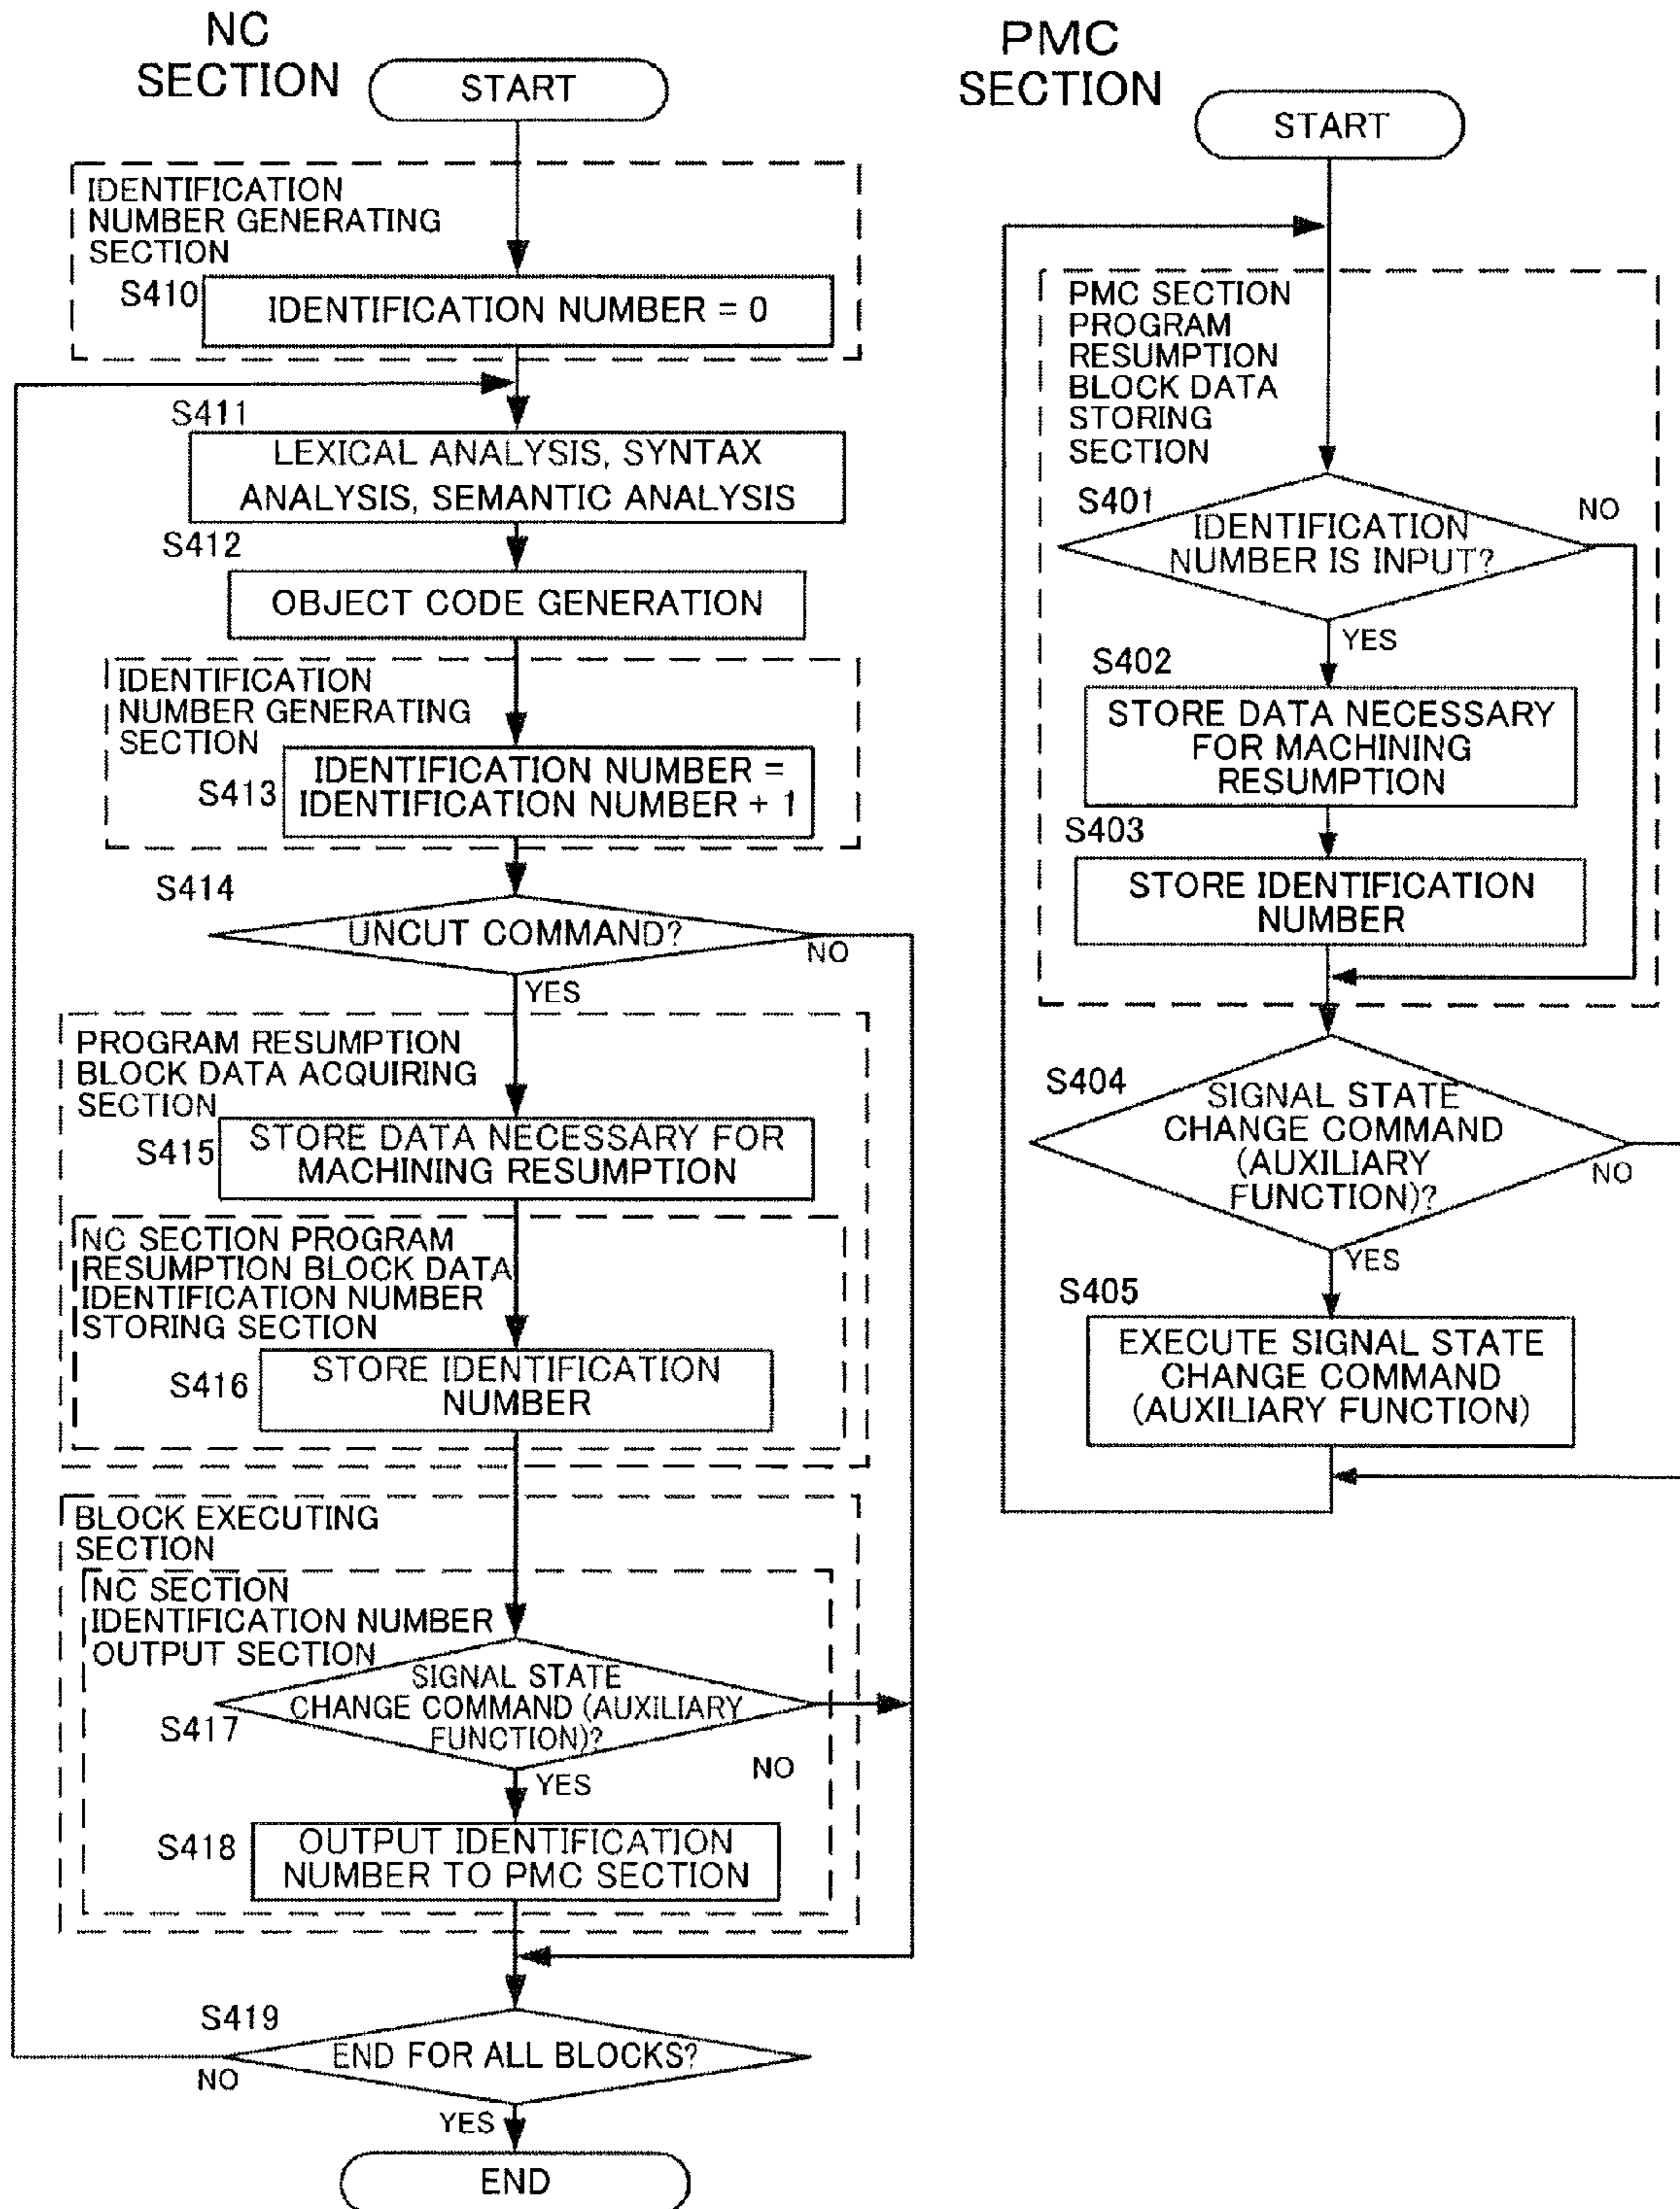 NC
SECTION
START
IDENTIFICATION
NUMBER GENERATING
SECTION
S410
IDENTIFICATION NUMBER = 0
S411
LEXICAL ANALYSIS, SYNTAX
ANALYSIS, SEMANTIC ANALYSIS
S412
OBJECT CODE GENERATION
IDENTIFICATION
NUMBER GENERATING
SECTION
S413
IDENTIFICATION NUMBER =
IDENTIFICATION NUMBER + 1
S414
UNCUT COMMAND?
NO
YES
PROGRAM RESUMPTION
BLOCK DATA ACQUIRING
SECTION
S415
STORE DATA NECESSARY FOR
MACHINING RESUMPTION
NC SECTION PROGRAM
RESUMPTION BLOCK DATA
IDENTIFICATION NUMBER
STORING SECTION
S416
STORE IDENTIFICATION
NUMBER
BLOCK EXECUTING
SECTION
NC SECTION
IDENTIFICATION NUMBER
OUTPUT SECTION
SIGNAL STATE
CHANGE COMMAND (AUXILIARY
FUNCTION)?
S417
NO
YES
S418
OUTPUT IDENTIFICATION
NUMBER TO PMC SECTION
S419
END FOR ALL BLOCKS?
NO
YES
END
PMC
SECTION
START
PMC SECTION
PROGRAM
RESUMPTION
BLOCK DATA
STORING
SECTION
S401
IDENTIFICATION
NUMBER IS INPUT?
NO
YES
S402
STORE DATA NECESSARY
FOR MACHINING
RESUMPTION
S403
STORE IDENTIFICATION
NUMBER
S404
SIGNAL STATE
CHANGE COMMAND
(AUXILIARY
FUNCTION)?
NO
YES
S405
EXECUTE SIGNAL STATE
CHANGE COMMAND
(AUXILIARY FUNCTION)